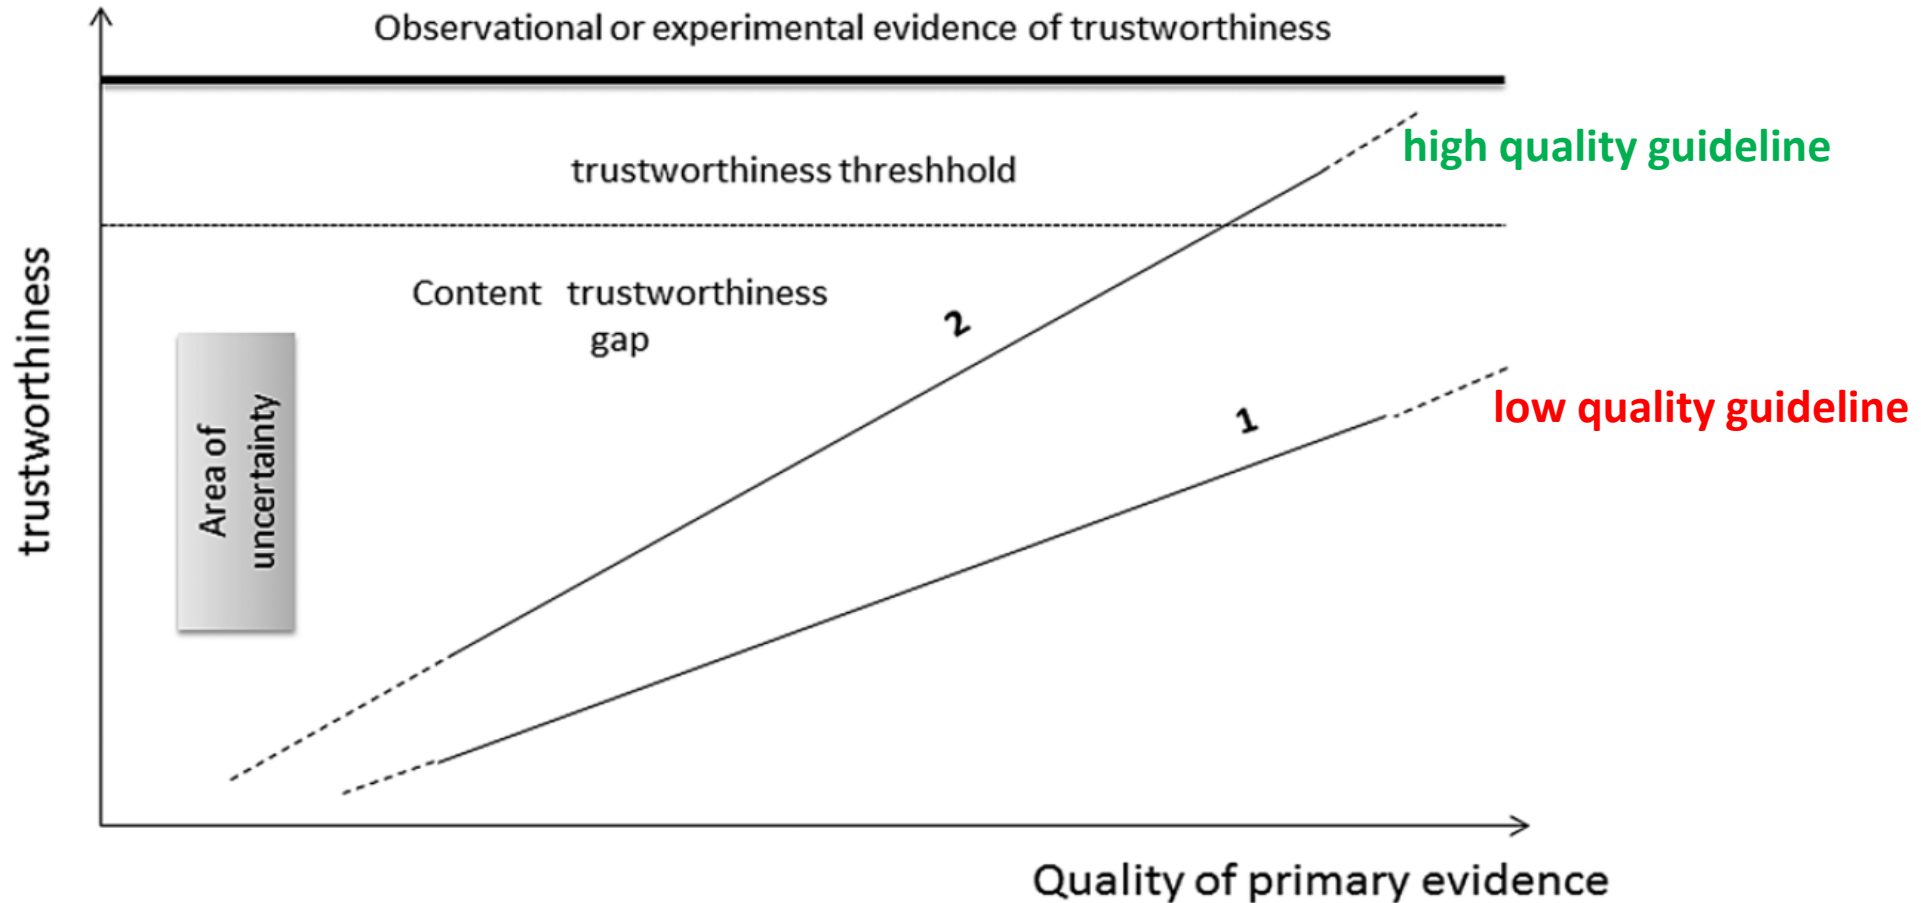 Observational or experimental evidence of trustworthiness
high quality guideline
trustworthiness threshhold
Content trustworthiness
gap
2
trustworthiness
Area of
uncertainty
1
low quality guideline
Quality of primary evidence